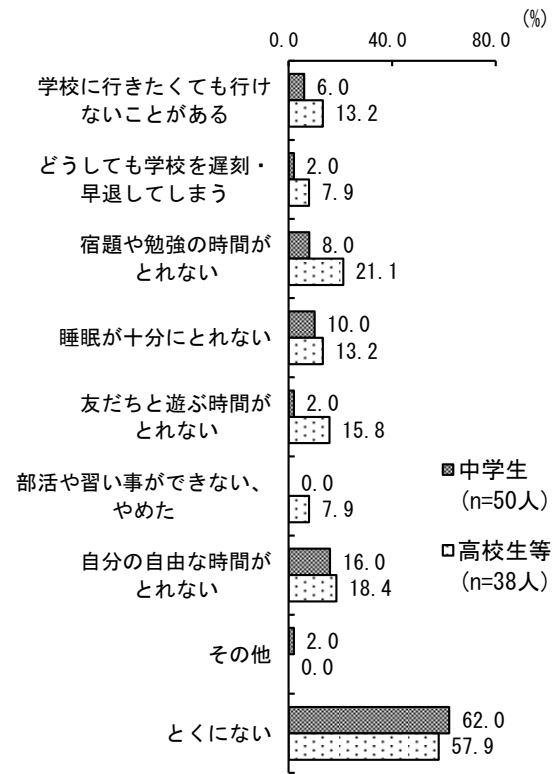 (%)
0.0 40.0 80.0
学校に行きたくても行け
ないことがある
6.0
13.2
どうしても学校を遅刻・
早退してしまう
2.0
7.9
宿題や勉強の時間が
とれない
8.0
21.1
睡眠が十分にとれない
10.0
13.2
友だちと遊ぶ時間が
とれない
2.0
15.8
部活や習い事ができない、
やめた
0.0
7.9
自分の自由な時間が
とれない
16.0
18.4
その他
2.0
0.0
とくにない
62.0
57.9
中学生
(n=50人)
高校生等
(n=38人)